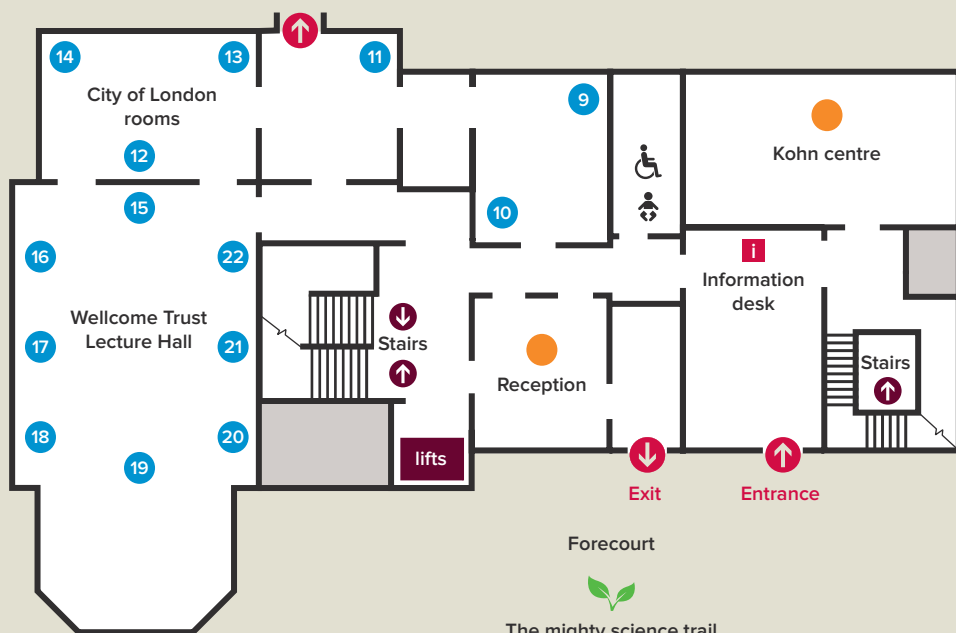 14
13
11
City of London
rooms
9
Kohn centre
12
15
10
16
22
i
Information
desk
Wellcome Trust
Lecture Hall
17
21
Stairs
Reception
Stairs
18
20
19
lifts
Exit
Entrance
Forecourt
The mighty science trail